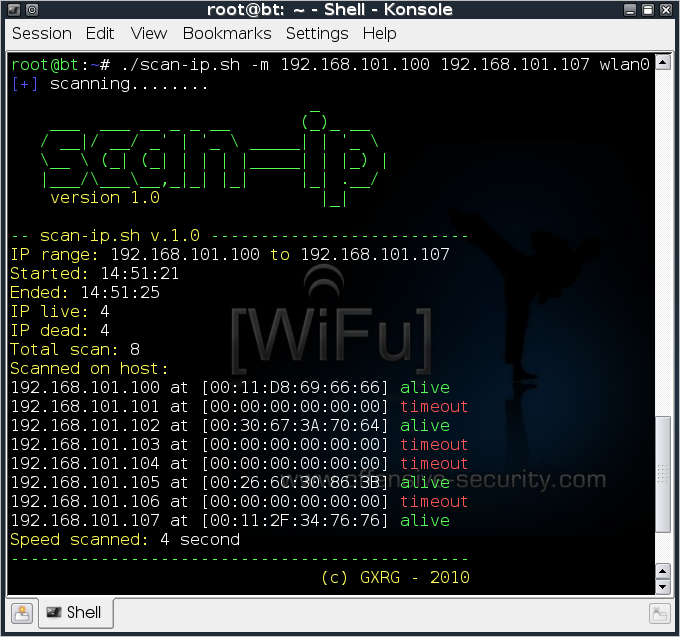 root@bt: ~ - Shell - Konsole
Session Edit View Bookmarks Settings Help
root@bt:~# ./scan-ip.sh -m 192.168.101.100 192.168.101.107 wlan0
[+] scanning........
scan-ip
version 1.0
-- scan-ip.sh v.1.0 --------------------------
IP range: 192.168.101.100 to 192.168.101.107
Started: 14:51:21
Ended: 14:51:25
IP live: 4
IP dead: 4
Total scan: 8
[WiFu]
Scanned on host:
192.168.101.100 at [00:11:D8:69:66:66] alive
192.168.101.101 at [00:00:00:00:00:00] timeout
192.168.101.102 at [00:30:67:3A:70:64] alive
192.168.101.103 at [00:00:00:00:00:00] timeout
192.168.101.104 at [00:00:00:00:00:00] timeout
www.offensive-security.com
192.168.101.105 at [00:26:6C: :3B] alive
192.168.101.106 at [00:00:00:00:00:00] timeout
192.168.101.107 at [00:11:2F:34:76:76] alive
Speed scanned: 4 second
----------------------------------------------
(c) GXRG - 2010
Shell